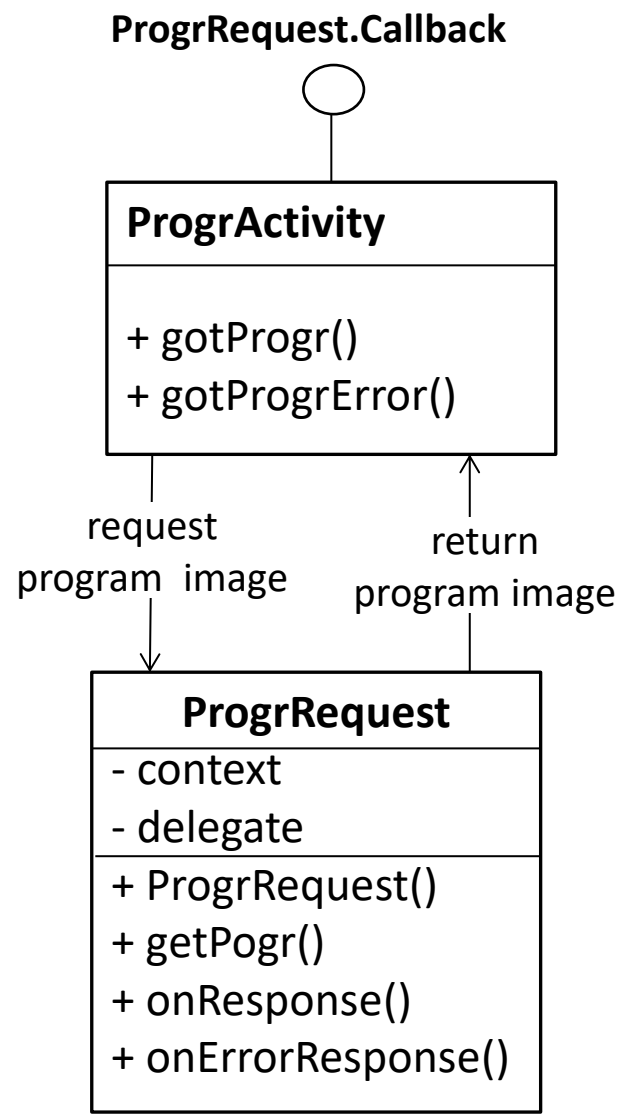 ProgrRequest.Callback
ProgrActivity
+ gotProgr()
+ gotProgrError()
request
program image
return
program image
ProgrRequest
- context
- delegate
+ ProgrRequest()
+ getPogr()
+ onResponse()
+ onErrorResponse()